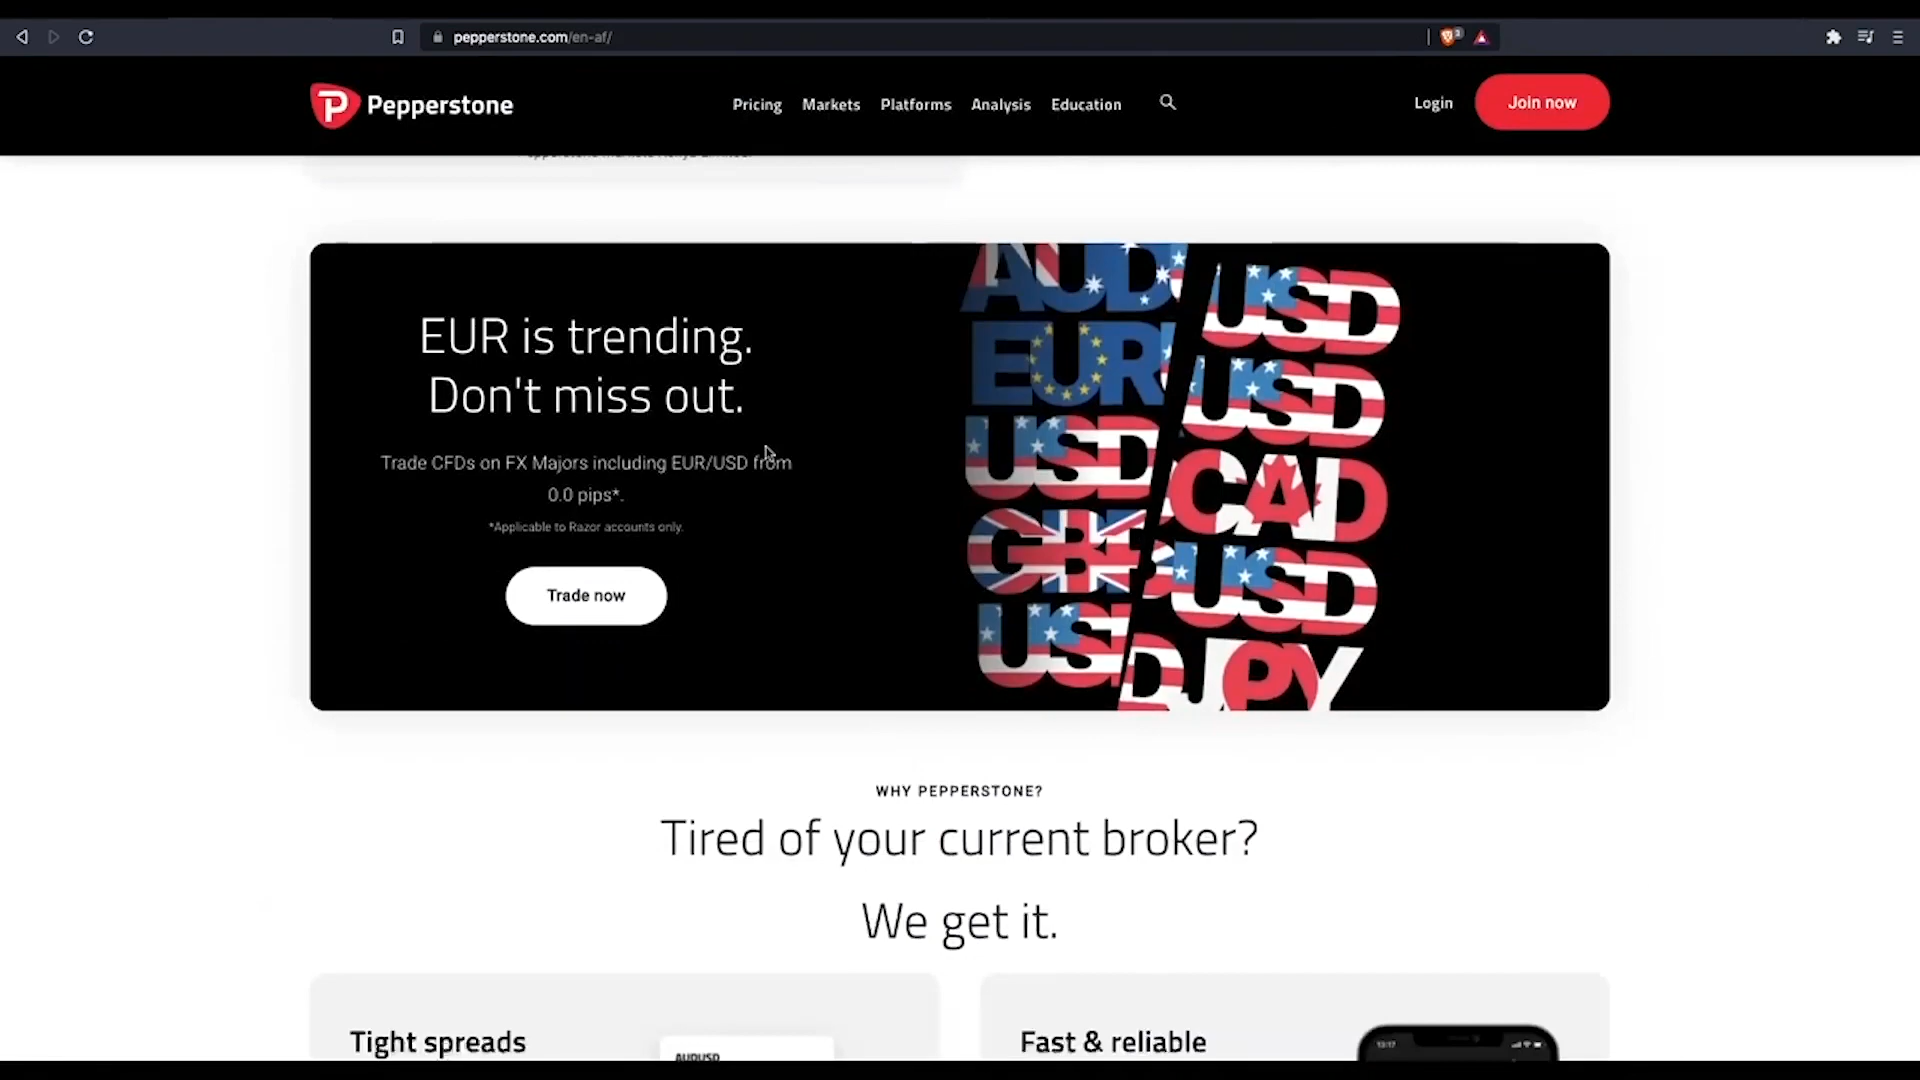 pepperstone.com/en-af/
3
Pepperstone
Pricing
Markets
Platforms
Analysis
Education
Login
Join now
EUR is trending.
Don't miss out.
Trade CFDs on FX Majors including EUR/USD from
0.0 pips*.
*Applicable to Razor accounts only.
Trade now
AUD
USD
EUR
USD
USD
CAD
GBP
USD
USD
JPY
WHY PEPPERSTONE?
Tired of your current broker?
We get it.
Tight spreads
AUDUSD
Fast & reliable
13:17